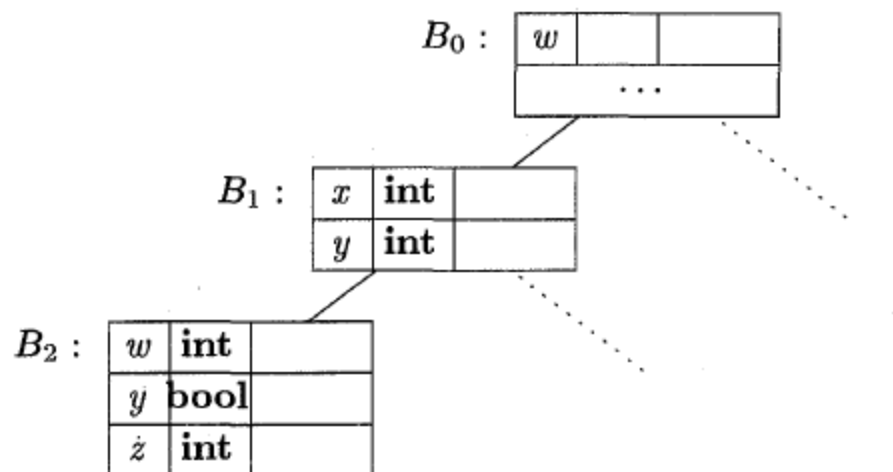 B₀ : w
···
B₁ : x int
y int
B₂ : w int
y bool
z int